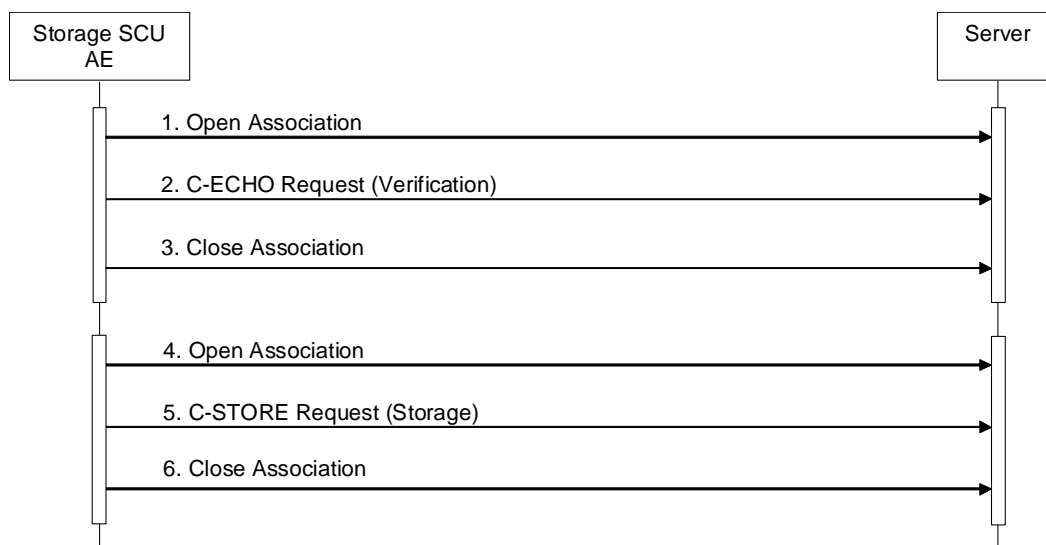 Storage SCU
AE
Server
1. Open Association
2. C-ECHO Request (Verification)
3. Close Association
4. Open Association
5. C-STORE Request (Storage)
6. Close Association